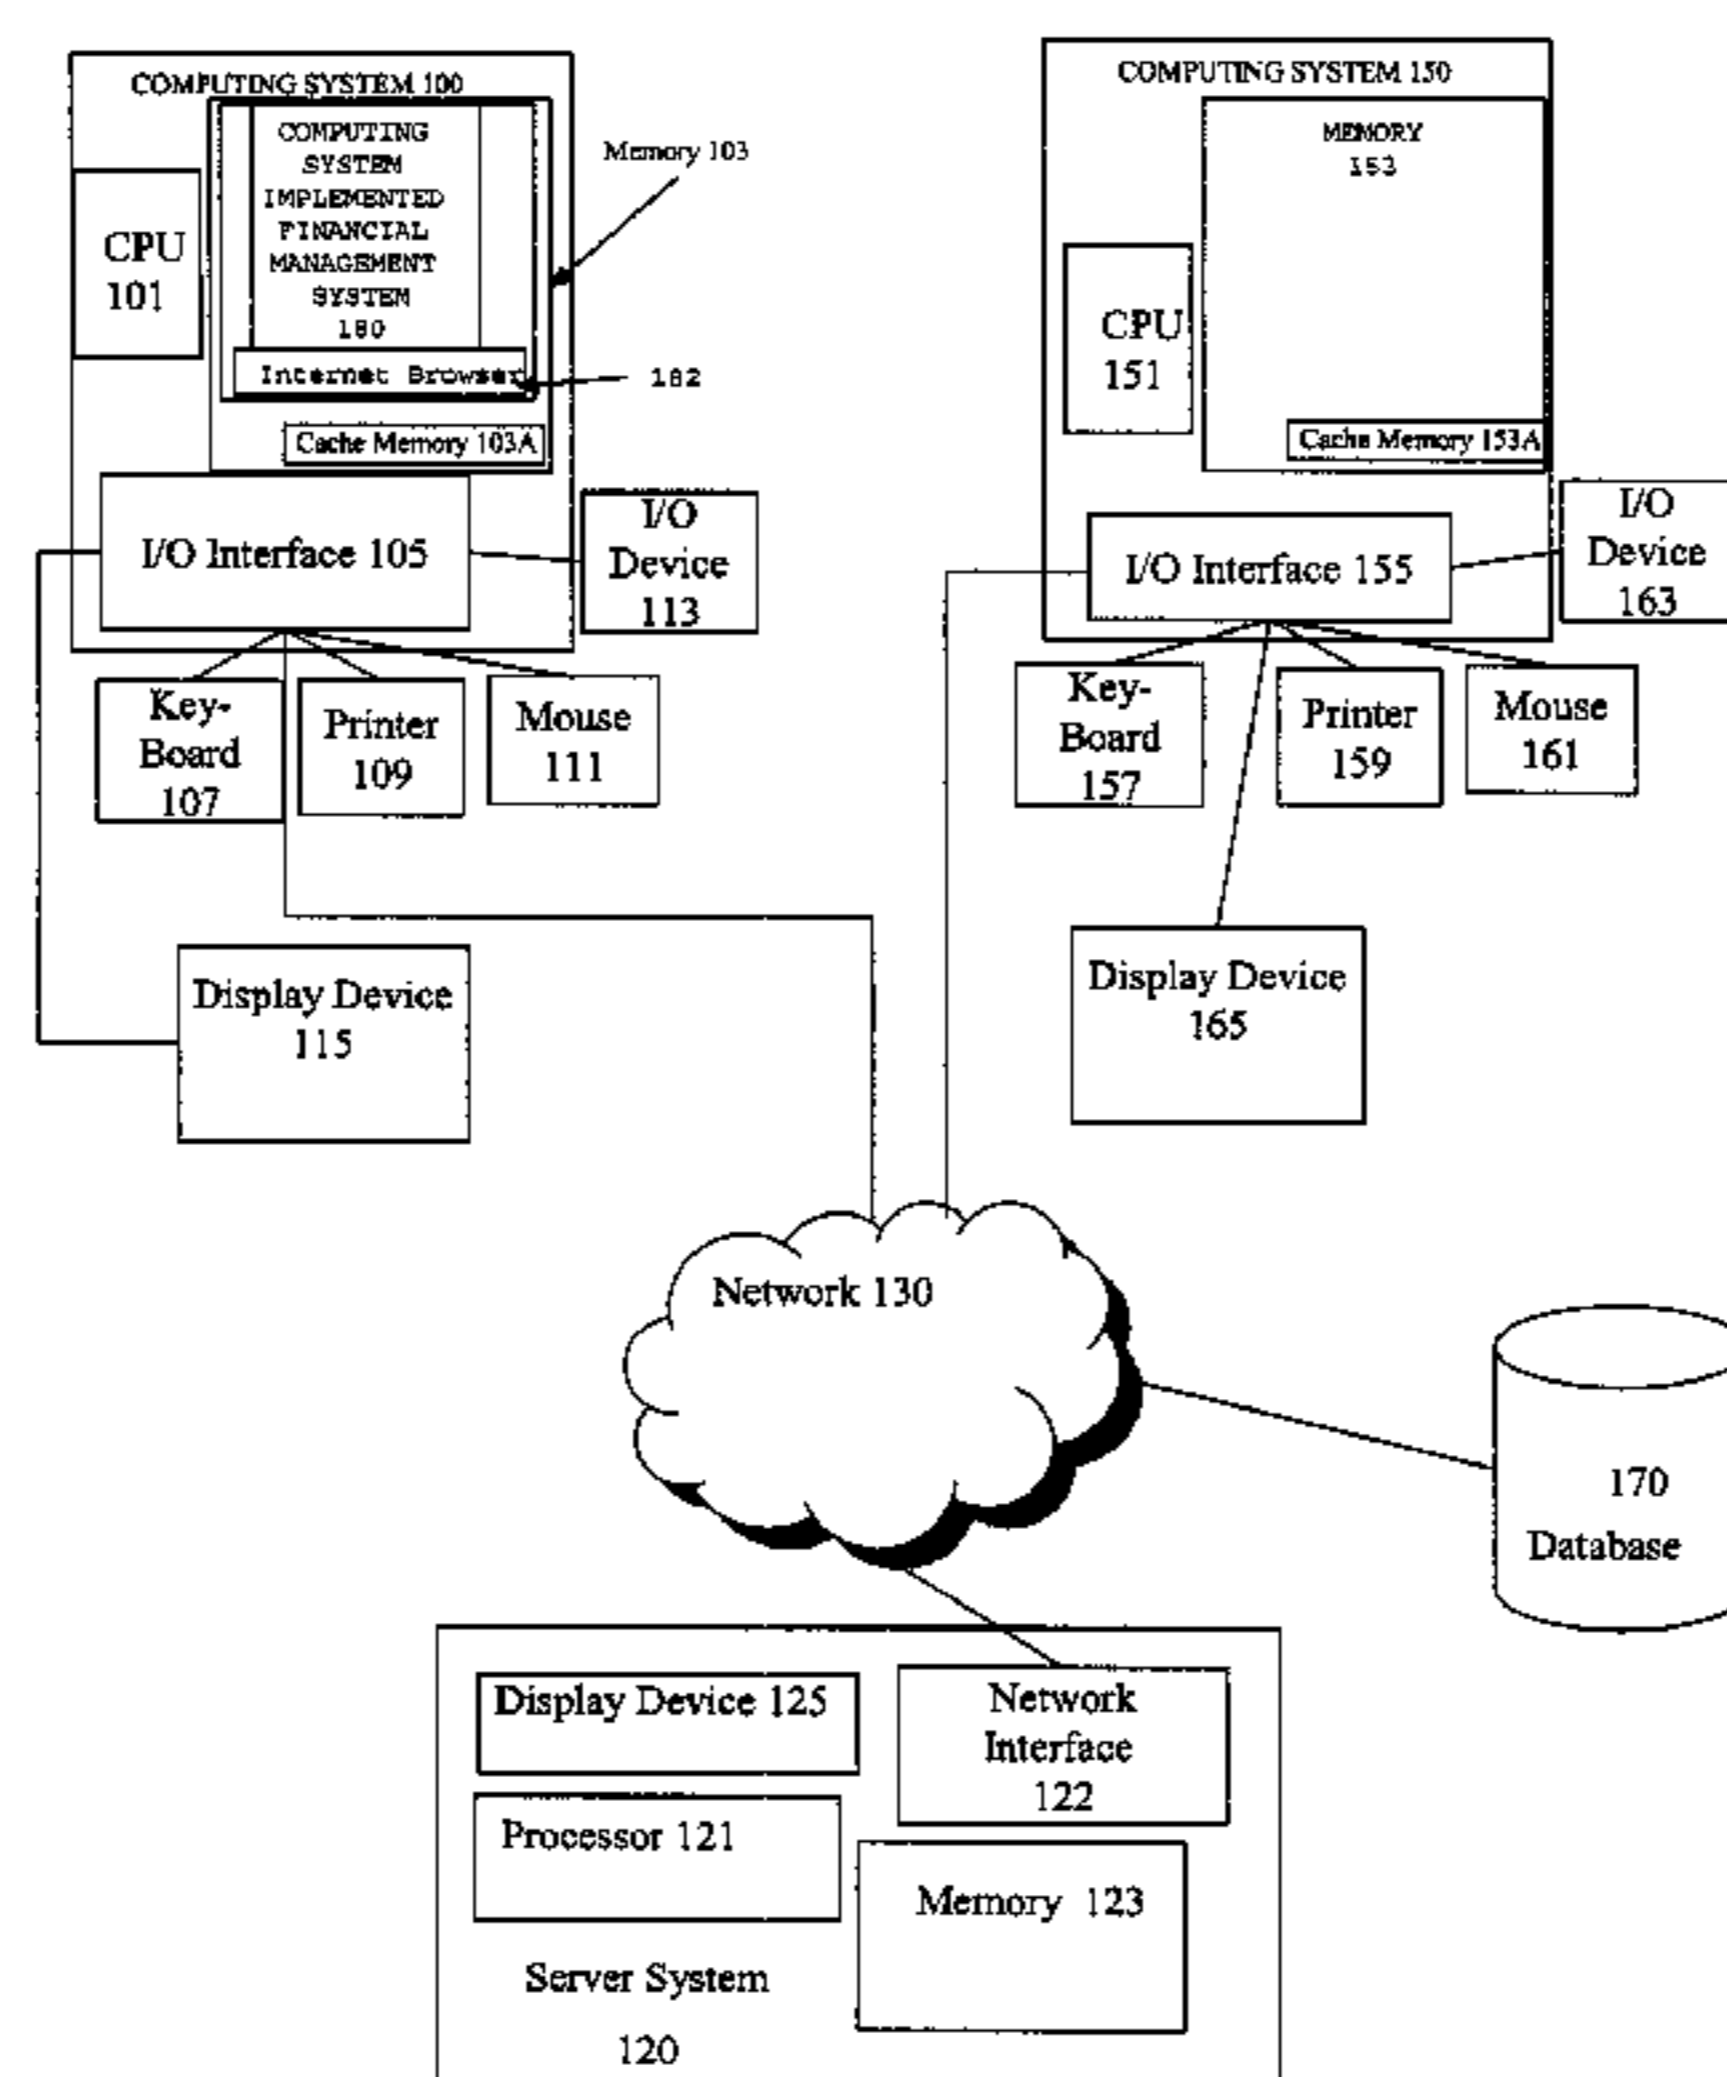 COMPUTING SYSTEM 100
COMPUTING
SYSTEM
IMPLEMENTED
FINANCIAL
MANAGEMENT
SYSTEM
180
Internet Browser
182
Memory 103
CPU
101
Cache Memory 103A
I/O Interface 105
I/O
Device
113
Key-
Board
107
Printer
109
Mouse
111
Display Device
115
COMPUTING SYSTEM 150
MEMORY
153
CPU
151
Cache Memory 153A
I/O Interface 155
I/O
Device
163
Key-
Board
157
Printer
159
Mouse
161
Display Device
165
Network 130
170
Database
Display Device 125
Network
Interface
122
Processor 121
Memory 123
Server System
120